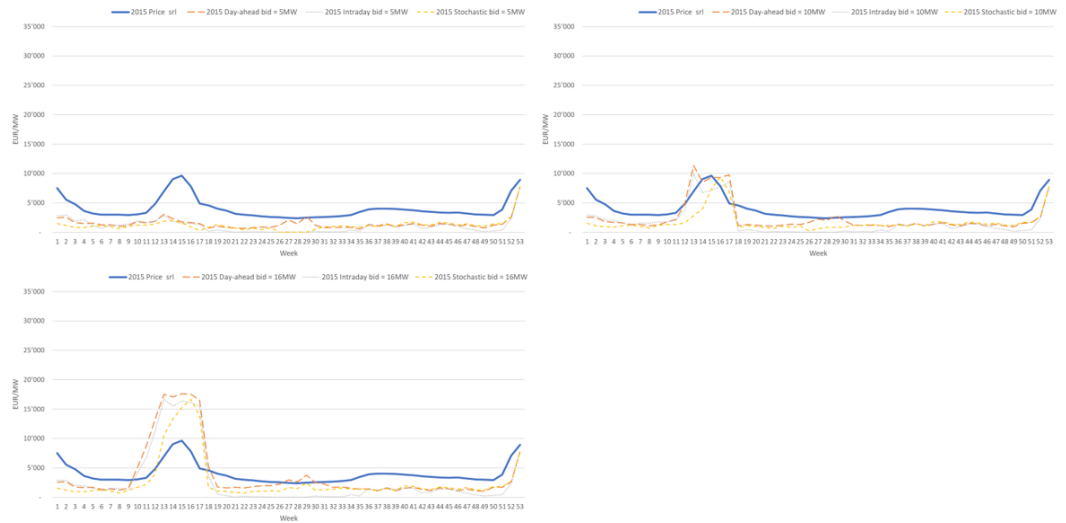 2015 Price srl 2015 Day-ahead bid = 5MW 2015 Intraday bid = 5MW 2015 Stochastic bid = 5MW
35'000
30'000
25'000
20'000
15'000
10'000
5'000
-
EUR/MW
1 2 3 4 5 6 7 8 9 10 11 12 13 14 15 16 17 18 19 20 21 22 23 24 25 26 27 28 29 30 31 32 33 34 35 36 37 38 39 40 41 42 43 44 45 46 47 48 49 50 51 52 53
Week
2015 Price srl 2015 Day-ahead bid = 10MW 2015 Intraday bid = 10MW 2015 Stochastic bid = 10MW
35'000
30'000
25'000
20'000
15'000
10'000
5'000
-
EUR/MW
1 2 3 4 5 6 7 8 9 10 11 12 13 14 15 16 17 18 19 20 21 22 23 24 25 26 27 28 29 30 31 32 33 34 35 36 37 38 39 40 41 42 43 44 45 46 47 48 49 50 51 52 53
Week
2015 Price srl 2015 Day-ahead bid = 16MW 2015 Intraday bid = 16MW 2015 Stochastic bid = 16MW
35'000
30'000
25'000
20'000
15'000
10'000
5'000
-
EUR/MW
1 2 3 4 5 6 7 8 9 10 11 12 13 14 15 16 17 18 19 20 21 22 23 24 25 26 27 28 29 30 31 32 33 34 35 36 37 38 39 40 41 42 43 44 45 46 47 48 49 50 51 52 53
Week